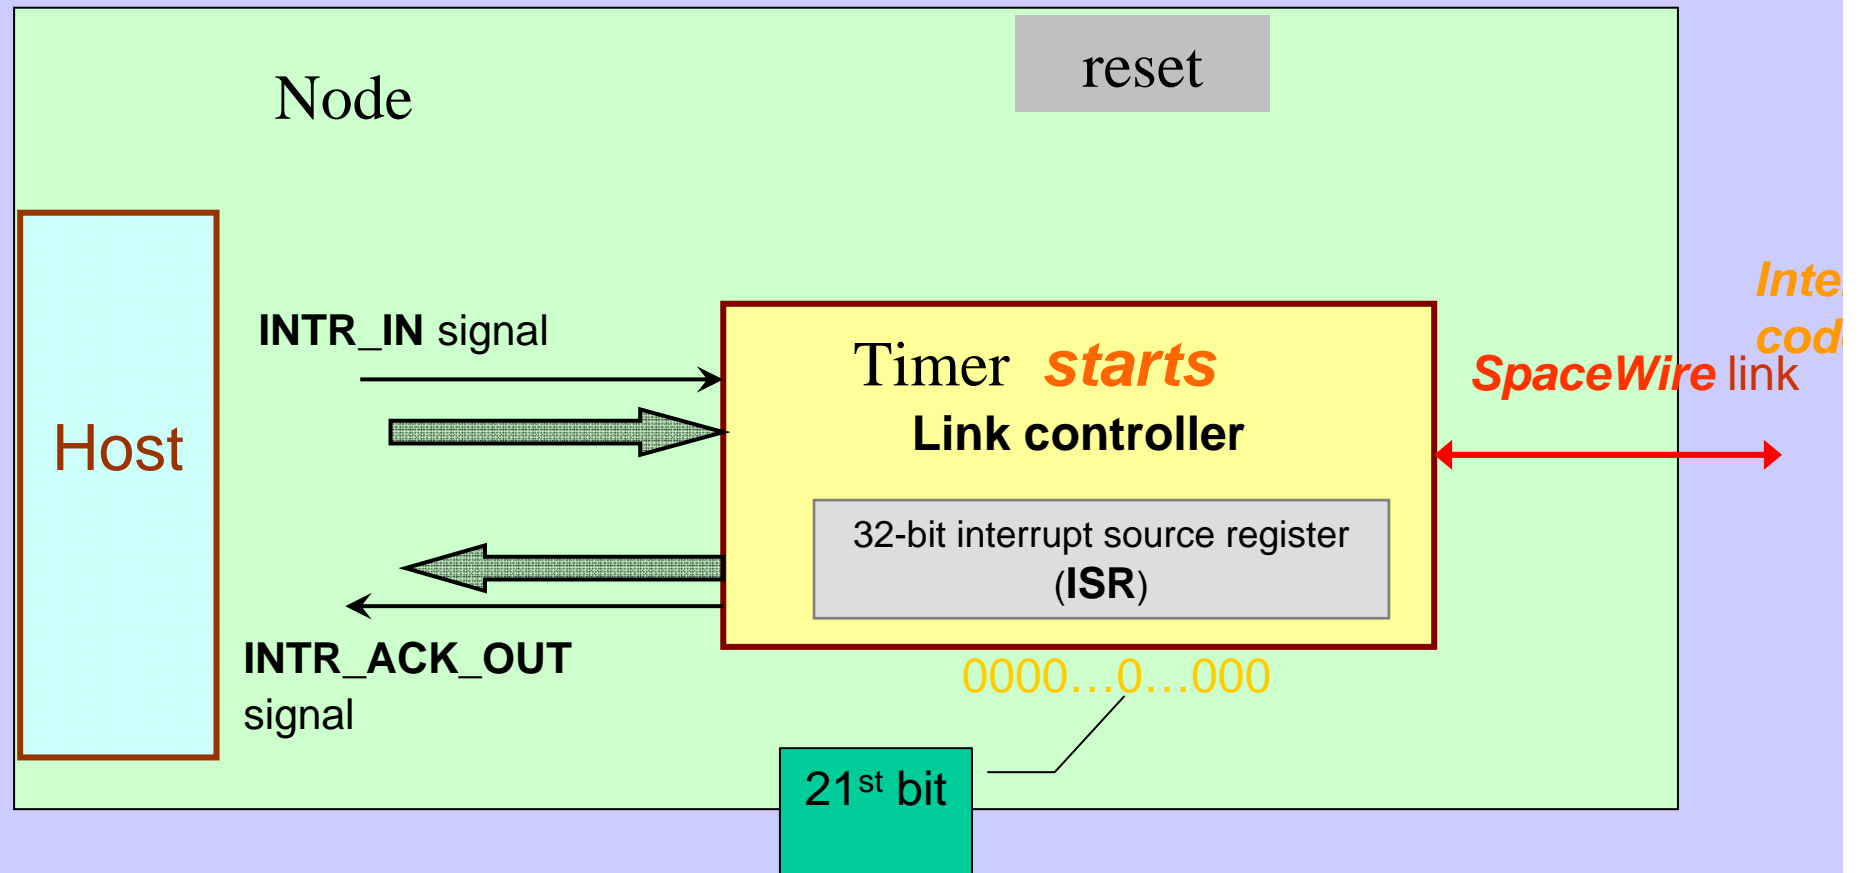 Node
reset
INTR_IN signal
Timer starts
Link controller
SpaceWire link
Host
32-bit interrupt source register
(ISR)
INTR_ACK_OUT
signal
0000…0…000
21st bit